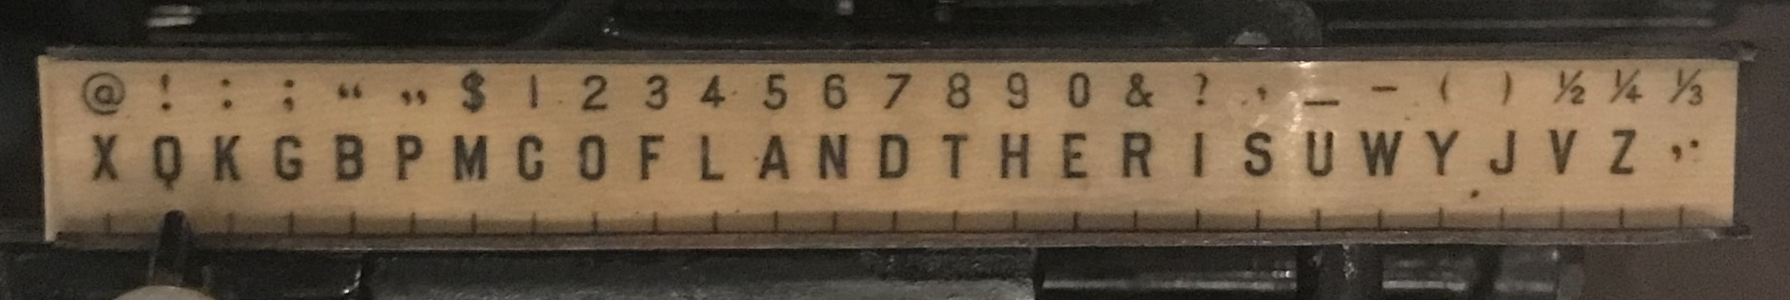 @ ! : ; “ ” $ 1 2 3 4 5 6 7 8 9 0 & ? ' _ - ( ) ½ ¼ ⅓
X Q K G B P M C O F L A N D T H E R I S U W Y J V Z , .